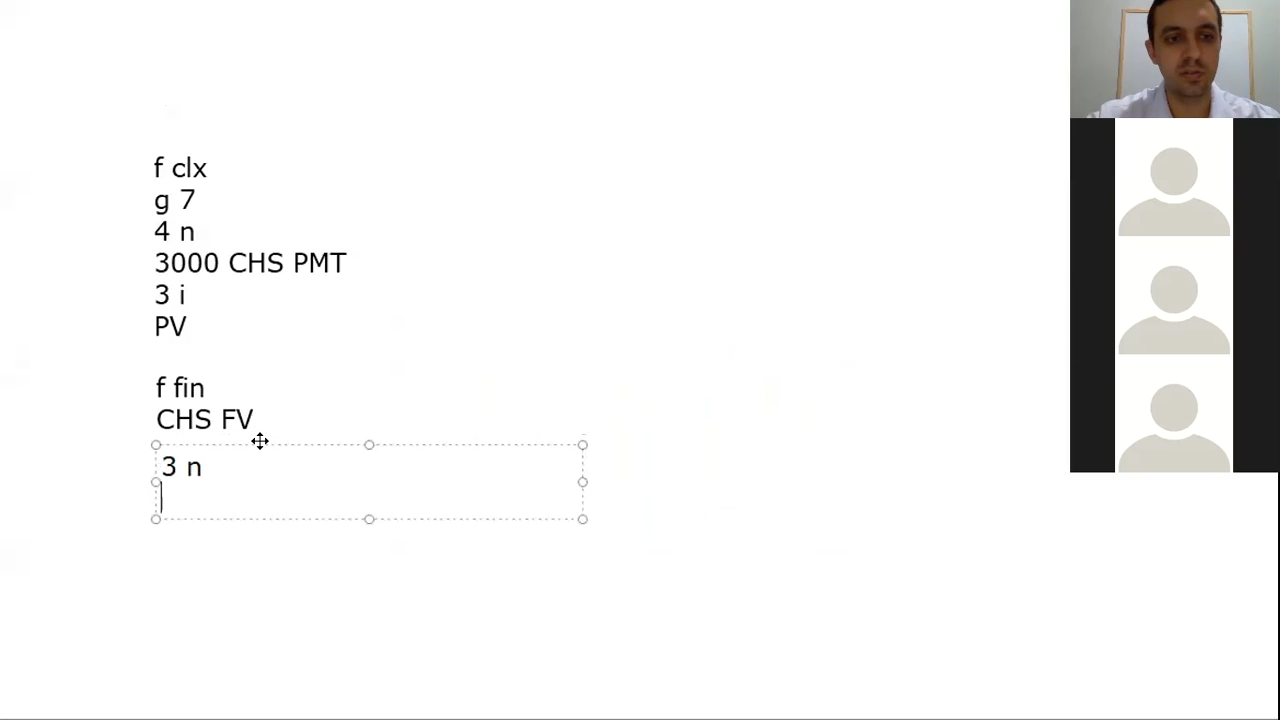 f clx
g 7
4 n
3000 CHS PMT
3 i
PV
f fin
CHS FV
3 n